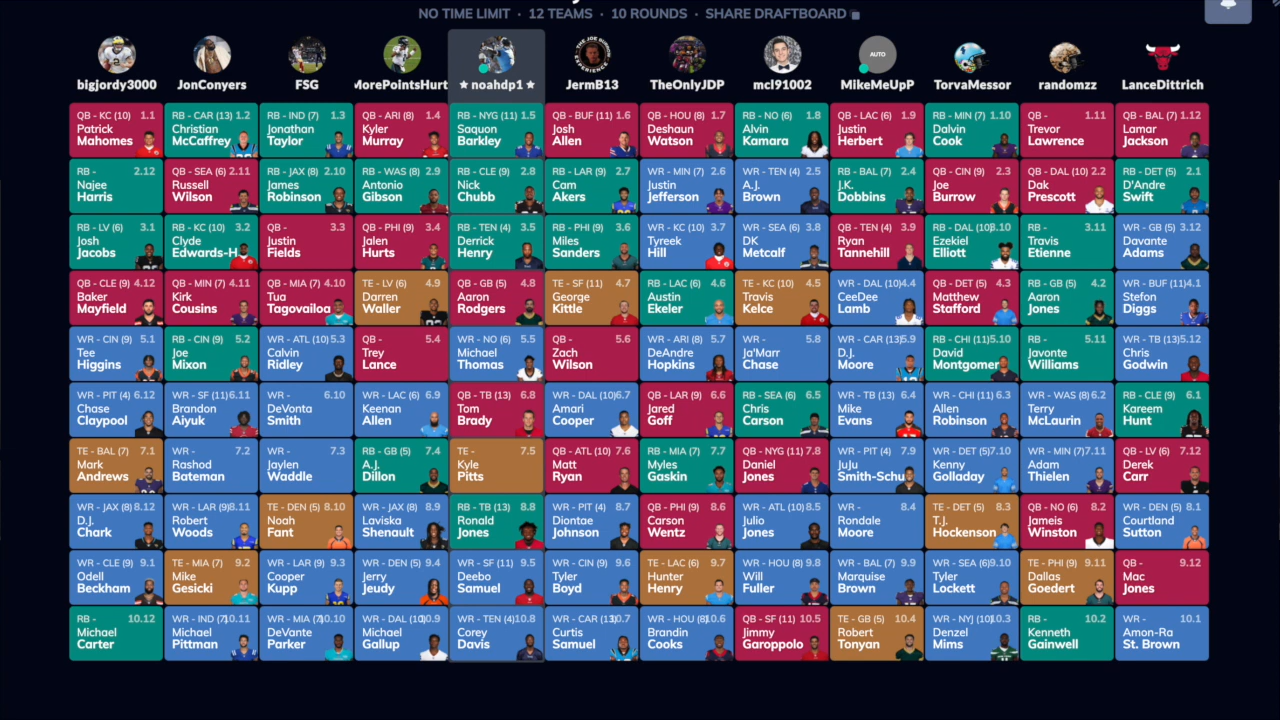 NO TIME LIMIT · 12 TEAMS · 10 ROUNDS · SHARE DRAFTBOARD
THE JOE B
EXPERIENCE
AUTO
bigjordy3000 JonConyers FSG MorePointsHurt ★ noahdp1 ★ JermB13 TheOnlyJDP mcl91002 MikeMeUpP TorvaMessor randomzz LanceDittrich
QB - KC (10) 1.1 RB - CAR (13) 1.2 RB - IND (7) 1.3 QB - ARI (8) 1.4 RB - NYG (11) 1.5 QB - BUF (11) 1.6 QB - HOU (8) 1.7 RB - NO (6) 1.8 QB - LAC (6) 1.9 RB - MIN (7) 1.10 QB - 1.11 QB - BAL (7) 1.12
Patrick Christian Jonathan Kyler Saquon Josh Deshaun Alvin Justin Dalvin Trevor Lamar
Mahomes McCaffrey Taylor Murray Barkley Allen Watson Kamara Herbert Cook Lawrence Jackson
RB - 2.12 QB - SEA (6) 2.11 RB - JAX (8) 2.10 RB - WAS (8) 2.9 RB - CLE (9) 2.8 RB - LAR (9) 2.7 WR - MIN (7) 2.6 WR - TEN (4) 2.5 RB - BAL (7) 2.4 QB - CIN (9) 2.3 QB - DAL (10) 2.2 RB - DET (5) 2.1
Najee Russell James Antonio Nick Cam Justin A.J. J.K. Joe Dak D'Andre
Harris Wilson Robinson Gibson Chubb Akers Jefferson Brown Dobbins Burrow Prescott Swift
RB - LV (6) 3.1 RB - KC (10) 3.2 QB - 3.3 QB - PHI (9) 3.4 RB - TEN (4) 3.5 RB - PHI (9) 3.6 WR - KC (10) 3.7 WR - SEA (6) 3.8 QB - TEN (4) 3.9 RB - DAL (10) 3.10 RB - 3.11 WR - GB (5) 3.12
Josh Clyde Justin Jalen Derrick Miles Tyreek DK Ryan Ezekiel Travis Davante
Jacobs Edwards-H Fields Hurts Henry Sanders Hill Metcalf Tannehill Elliott Etienne Adams
QB - CLE (9) 4.12 QB - MIN (7) 4.11 QB - MIA (7) 4.10 TE - LV (6) 4.9 QB - GB (5) 4.8 TE - SF (11) 4.7 RB - LAC (6) 4.6 TE - KC (10) 4.5 WR - DAL (10) 4.4 QB - DET (5) 4.3 RB - GB (5) 4.2 WR - BUF (11) 4.1
Baker Kirk Tua Darren Aaron George Austin Travis CeeDee Matthew Aaron Stefon
Mayfield Cousins Tagovailoa Waller Rodgers Kittle Ekeler Kelce Lamb Stafford Jones Diggs
WR - CIN (9) 5.1 RB - CIN (9) 5.2 WR - ATL (10) 5.3 QB - 5.4 WR - NO (6) 5.5 QB - 5.6 WR - ARI (8) 5.7 WR - 5.8 WR - CAR (13) 5.9 RB - CHI (11) 5.10 RB - 5.11 WR - TB (13) 5.12
Tee Joe Calvin Trey Michael Zach DeAndre Ja'Marr D.J. David Javonte Chris
Higgins Mixon Ridley Lance Thomas Wilson Hopkins Chase Moore Montgomer Williams Godwin
WR - PIT (4) 6.12 WR - SF (11) 6.11 WR - 6.10 WR - LAC (6) 6.9 QB - TB (13) 6.8 WR - DAL (10) 6.7 QB - LAR (9) 6.6 RB - SEA (6) 6.5 WR - TB (13) 6.4 WR - CHI (11) 6.3 WR - WAS (8) 6.2 RB - CLE (9) 6.1
Chase Brandon DeVonta Keenan Tom Amari Jared Chris Mike Allen Terry Kareem
Claypool Aiyuk Smith Allen Brady Cooper Goff Carson Evans Robinson McLaurin Hunt
TE - BAL (7) 7.1 WR - 7.2 WR - 7.3 RB - GB (5) 7.4 TE - 7.5 QB - ATL (10) 7.6 RB - MIA (7) 7.7 QB - NYG (11) 7.8 WR - PIT (4) 7.9 WR - DET (5) 7.10 WR - MIN (7) 7.11 QB - LV (6) 7.12
Mark Rashod Jaylen A.J. Kyle Matt Myles Daniel JuJu Kenny Adam Derek
Andrews Bateman Waddle Dillon Pitts Ryan Gaskin Jones Smith-Schu Golladay Thielen Carr
WR - JAX (8) 8.12 WR - LAR (9) 8.11 TE - DEN (5) 8.10 WR - JAX (8) 8.9 RB - TB (13) 8.8 WR - PIT (4) 8.7 QB - PHI (9) 8.6 WR - ATL (10) 8.5 WR - 8.4 TE - DET (5) 8.3 QB - NO (6) 8.2 WR - DEN (5) 8.1
D.J. Robert Noah Laviska Ronald Diontae Carson Julio Rondale T.J. Jameis Courtland
Chark Woods Fant Shenault Jones Johnson Wentz Jones Moore Hockenson Winston Sutton
WR - CLE (9) 9.1 TE - MIA (7) 9.2 WR - LAR (9) 9.3 WR - DEN (5) 9.4 WR - SF (11) 9.5 WR - CIN (9) 9.6 TE - LAC (6) 9.7 WR - HOU (8) 9.8 WR - BAL (7) 9.9 WR - SEA (6) 9.10 TE - PHI (9) 9.11 QB - 9.12
Odell Mike Cooper Jerry Deebo Tyler Hunter Will Marquise Tyler Dallas Mac
Beckham Gesicki Kupp Jeudy Samuel Boyd Henry Fuller Brown Lockett Goedert Jones
RB - 10.12 WR - IND (7) 10.11 WR - MIA (7) 10.10 WR - DAL (10) 10.9 WR - TEN (4) 10.8 WR - CAR (13) 10.7 WR - HOU (8) 10.6 QB - SF (11) 10.5 TE - GB (5) 10.4 WR - NYJ (10) 10.3 RB - 10.2 WR - 10.1
Michael Michael DeVante Michael Corey Curtis Brandin Jimmy Robert Denzel Kenneth Amon-Ra
Carter Pittman Parker Gallup Davis Samuel Cooks Garoppolo Tonyan Mims Gainwell St. Brown